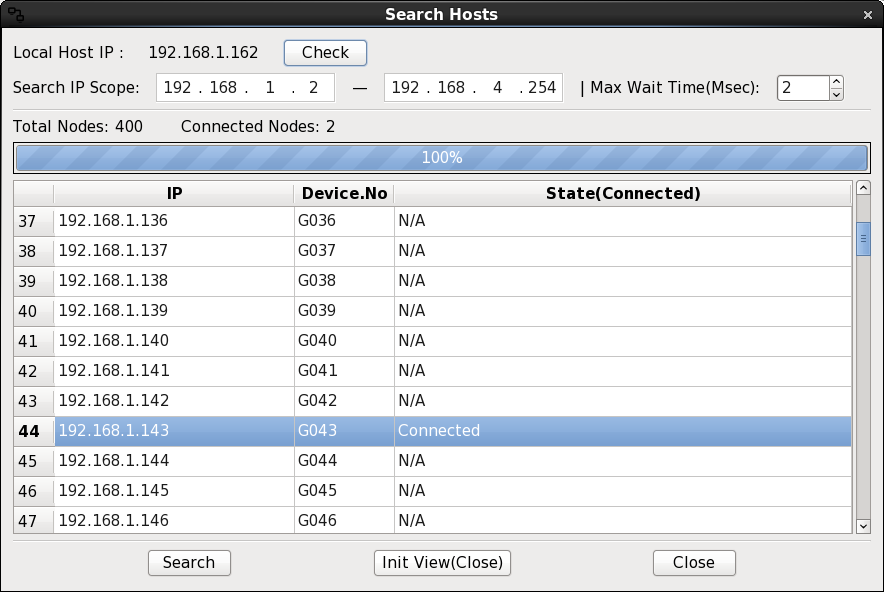 Search Hosts
Local Host IP : 192.168.1.162 Check
Search IP Scope: 192 . 168 . 1 . 2 — 192 . 168 . 4 . 254 | Max Wait Time(Msec): 2
Total Nodes: 400 Connected Nodes: 2
100%
IP Device.No State(Connected)
37 192.168.1.136 G036 N/A
38 192.168.1.137 G037 N/A
39 192.168.1.138 G038 N/A
40 192.168.1.139 G039 N/A
41 192.168.1.140 G040 N/A
42 192.168.1.141 G041 N/A
43 192.168.1.142 G042 N/A
44 192.168.1.143 G043 Connected
45 192.168.1.144 G044 N/A
46 192.168.1.145 G045 N/A
47 192.168.1.146 G046 N/A
Search Init View(Close) Close